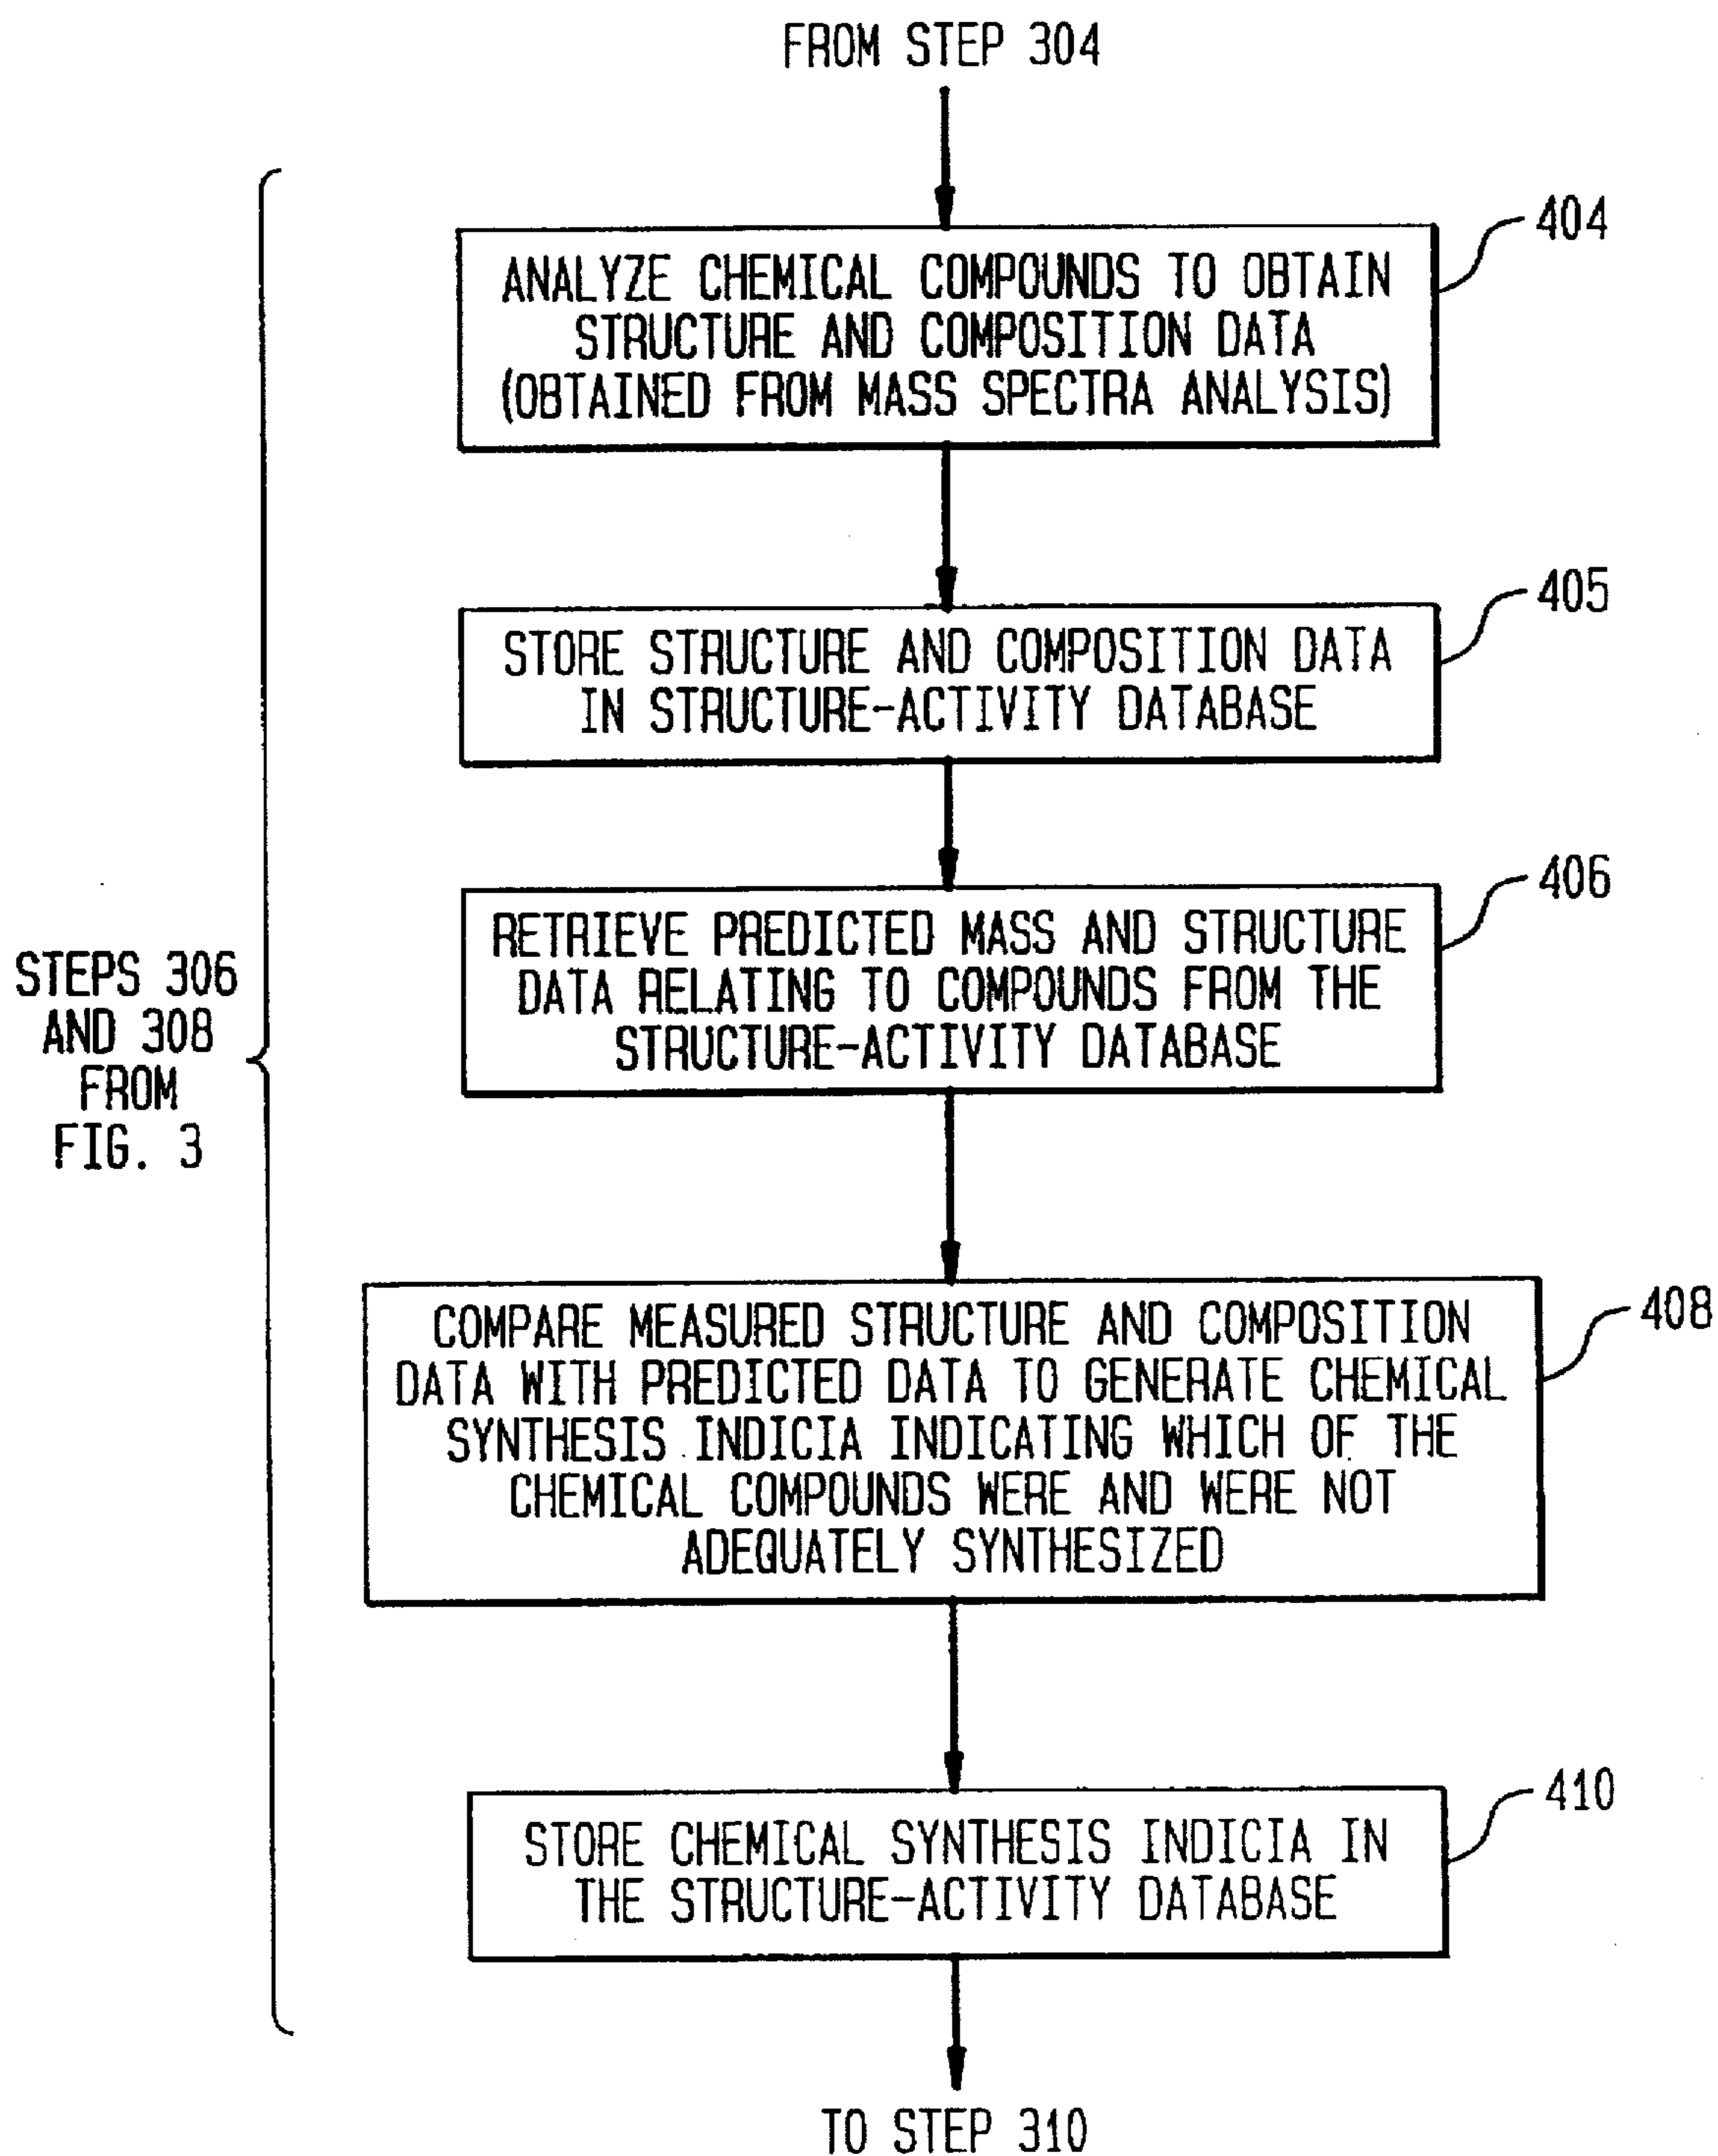 FROM STEP 304
404
ANALYZE CHEMICAL COMPOUNDS TO OBTAIN
STRUCTURE AND COMPOSITION DATA
(OBTAINED FROM MASS SPECTRA ANALYSIS)
405
STORE STRUCTURE AND COMPOSITION DATA
IN STRUCTURE-ACTIVITY DATABASE
406
RETRIEVE PREDICTED MASS AND STRUCTURE
DATA RELATING TO COMPOUNDS FROM THE
STRUCTURE-ACTIVITY DATABASE
STEPS 306
AND 308
FROM
FIG. 3
408
COMPARE MEASURED STRUCTURE AND COMPOSITION
DATA WITH PREDICTED DATA TO GENERATE CHEMICAL
SYNTHESIS INDICIA INDICATING WHICH OF THE
CHEMICAL COMPOUNDS WERE AND WERE NOT
ADEQUATELY SYNTHESIZED
410
STORE CHEMICAL SYNTHESIS INDICIA IN
THE STRUCTURE-ACTIVITY DATABASE
TO STEP 310